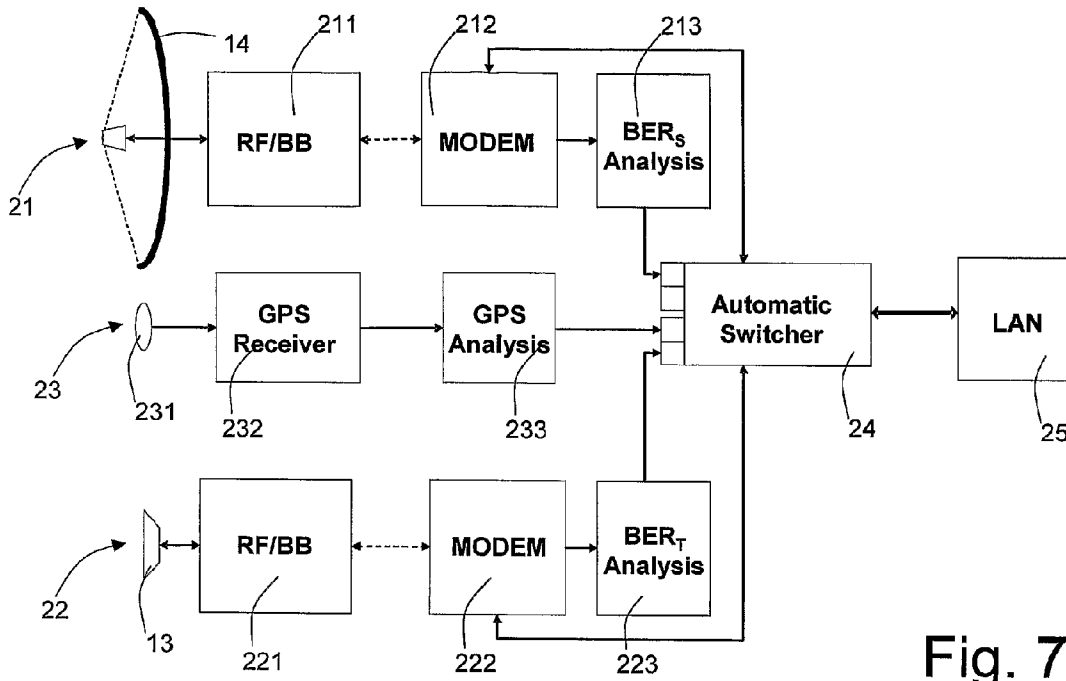 14
211
212
213
RF/BB
MODEM
BERS
Analysis
21
GPS
Receiver
GPS
Analysis
Automatic
Switcher
LAN
23
231
232
233
24
25
RF/BB
MODEM
BERT
Analysis
22
13
221
222
223
Fig. 7